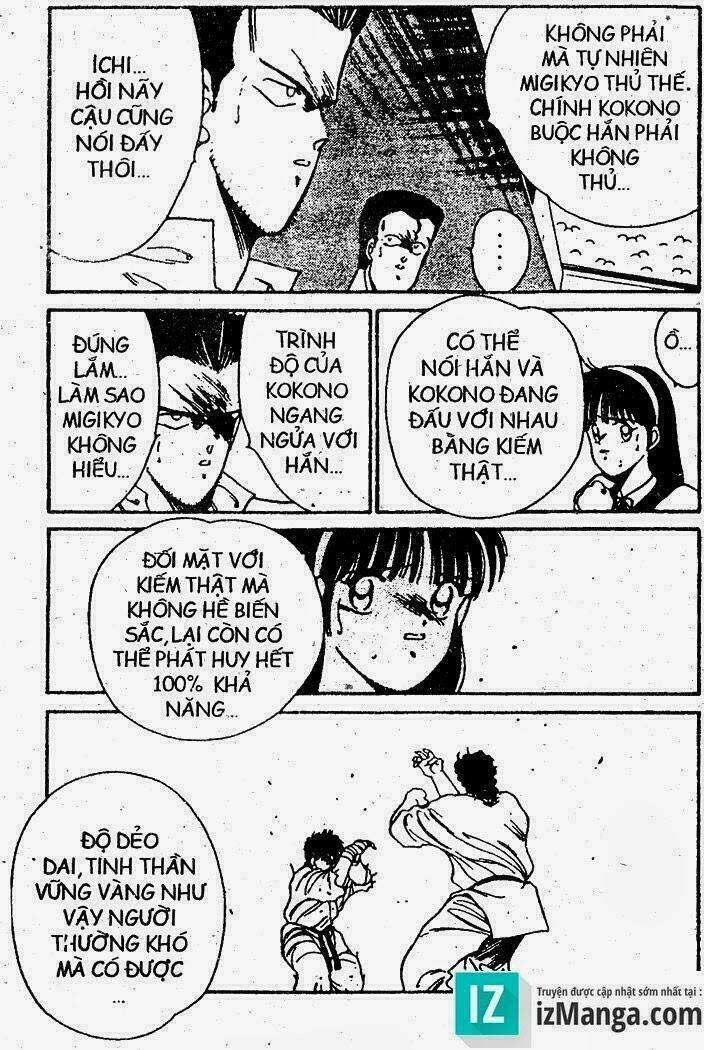 KHÔNG PHẢI
MÀ TỰ NHIÊN
MIGIKYO THỦ THẾ.
CHÍNH KOKONO
BUỘC HẮN PHẢI
KHÔNG
THỦ...
....
ICHI...
HỒI NÃY
CẬU CŨNG
NÓI ĐẤY
THÔI...
Ồ...
CÓ THỂ
NÓI HẮN VÀ
KOKONO ĐANG
ĐẤU VỚI NHAU
BẰNG KIẾM
THẬT...
TRÌNH
ĐỘ CỦA
KOKONO
NGANG
NGỬA VỚI
HẮN...
ĐÚNG
LẮM...
LÀM SAO
MIGIKYO
KHÔNG
HIỂU...
ĐỐI MẶT VỚI
KIẾM THẬT MÀ
KHÔNG HỀ BIẾN
SẮC, LẠI CÒN CÓ
THỂ PHÁT HUY HẾT
100% KHẢ
NĂNG...
ĐỘ DẺO
DAI, TINH THẦN
VỮNG VÀNG NHƯ
VẬY NGƯỜI
THƯỜNG KHÓ
MÀ CÓ ĐƯỢC
...
IZ
Truyện được cập nhật sớm nhất tại :
izManga.com